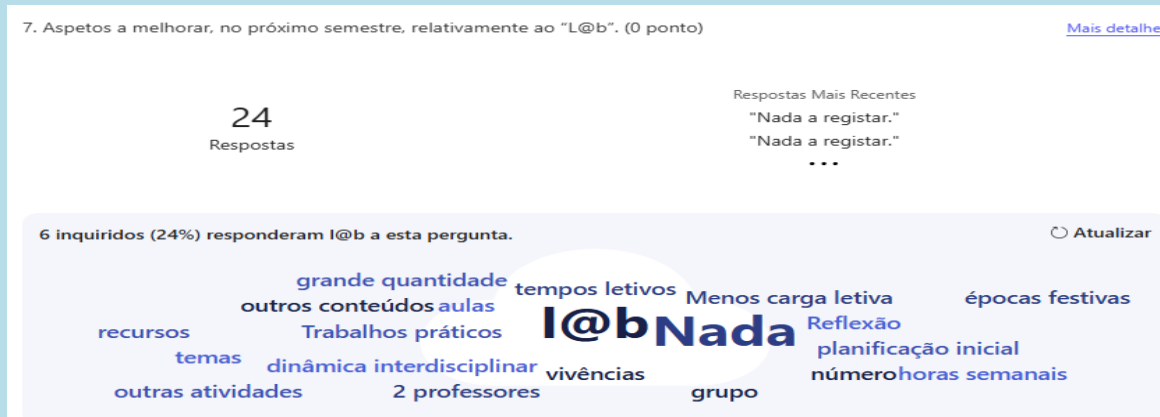 7. Aspetos a melhorar, no próximo semestre, relativamente ao "L@b". (0 ponto)
Mais detalhe
24
Respostas
Respostas Mais Recentes
"Nada a registar."
"Nada a registar."
...
6 inquiridos (24%) responderam l@b a esta pergunta.
Atualizar
grande quantidade
tempos letivos
Menos carga letiva
épocas festivas
outros conteúdos
aulas
l@b
Nada
Reflexão
recursos
Trabalhos práticos
planificação inicial
temas
dinâmica interdisciplinar
vivências
número
horas semanais
outras atividades
2 professores
grupo